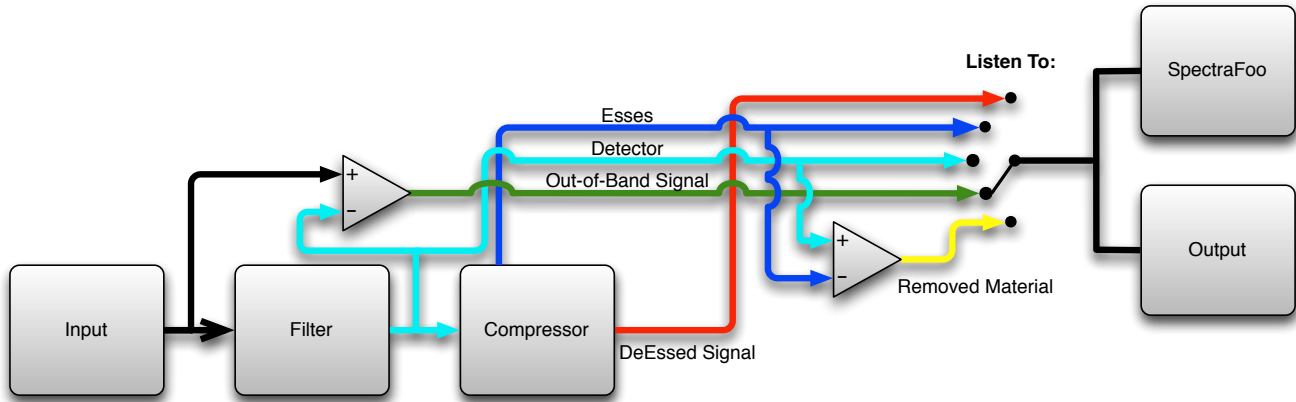 Listen To:
SpectraFoo
Esses
Detector
Out-of-Band Signal
+
−
+
−
Output
Removed Material
Input
Filter
Compressor
DeEssed Signal